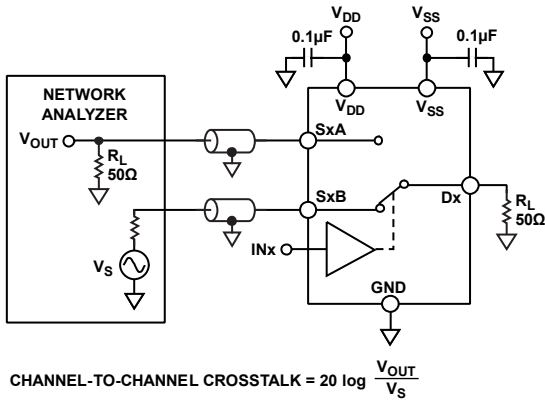 VDD
VSS
0.1µF
0.1µF
VDD
VSS
NETWORK
ANALYZER
VOUT
RL
50Ω
SxA
SxB
Dx
RL
50Ω
VS
INx
GND
CHANNEL-TO-CHANNEL CROSSTALK = 20 log VOUT
VS